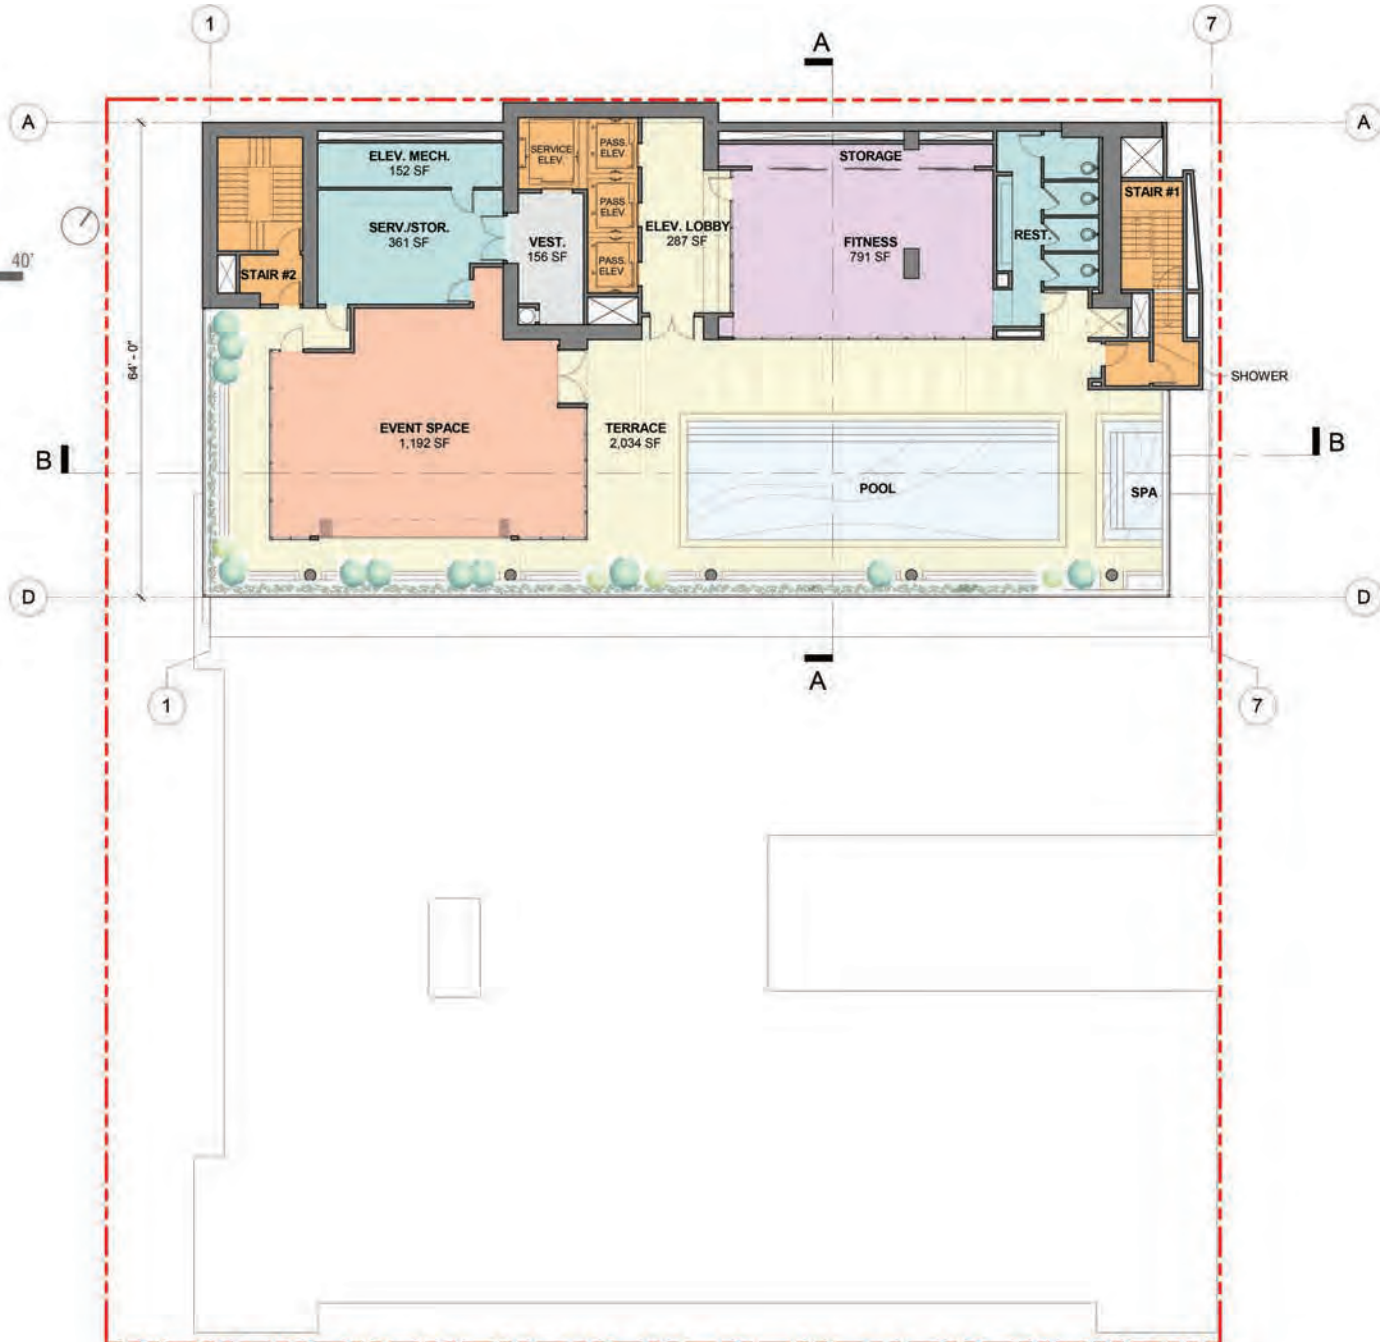 1
7
A
A
A
ELEV. MECH.
152 SF
SERVICE
ELEV.
PASS.
ELEV.
STORAGE
STAIR #1
PASS
ELEV.
SERV./STOR.
361 SF
ELEV. LOBBY
287 SF
VEST.
156 SF
FITNESS
791 SF
REST.
PASS.
ELEV
40'
STAIR #2
64' - 0"
SHOWER
EVENT SPACE
1,192 SF
TERRACE
2,034 SF
B
B
POOL
SPA
D
D
A
1
7